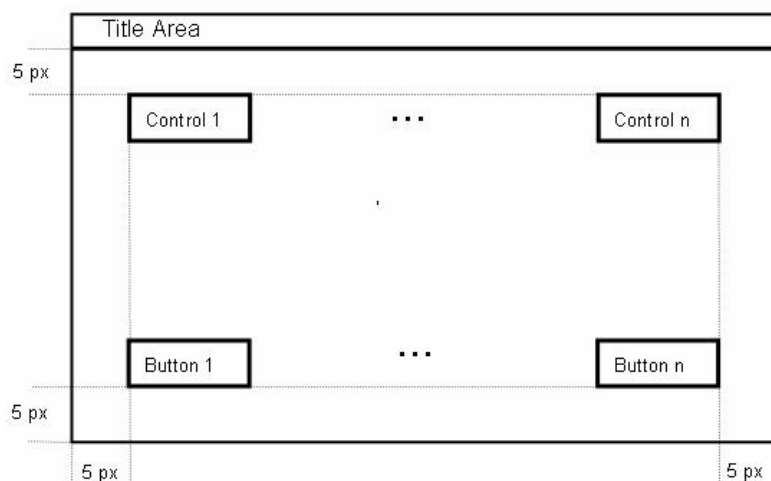 Title Area
5 px
Control 1 ... Control n
Button 1 ... Button n
5 px
5 px 5 px